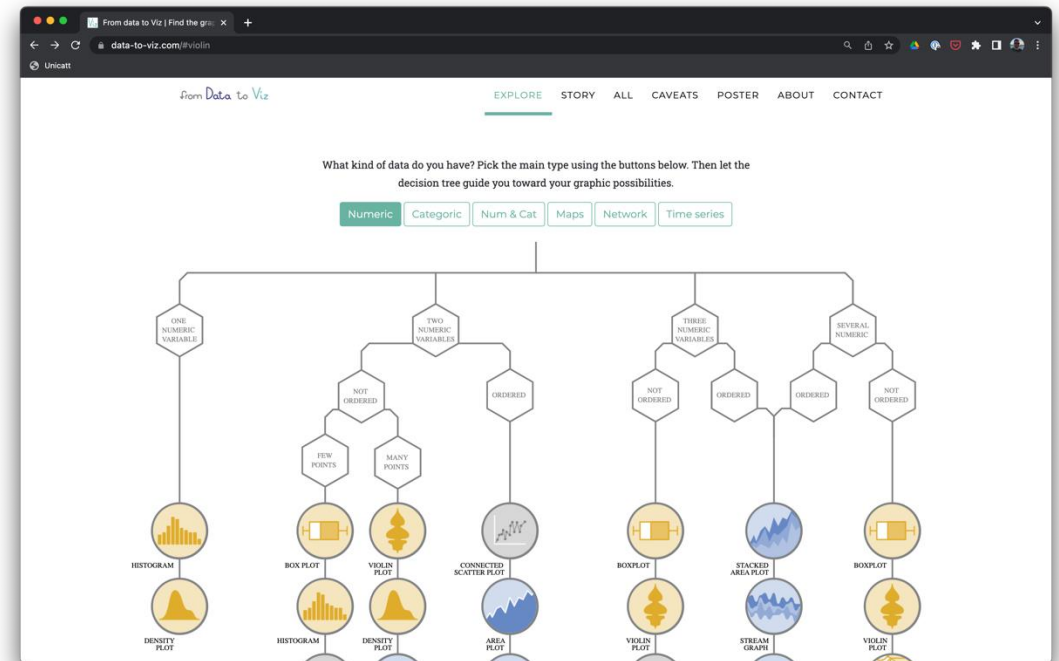 From data to Viz | Find the gra
data-to-viz.com/#violin
Unicatt
from Data to Viz
EXPLORE STORY ALL CAVEATS POSTER ABOUT CONTACT
What kind of data do you have? Pick the main type using the buttons below. Then let the
decision tree guide you toward your graphic possibilities.
Numeric Categoric Num & Cat Maps Network Time series
ONE
NUMERIC
VARIABLE
TWO
NUMERIC
VARIABLES
THREE
NUMERIC
VARIABLES
SEVERAL
NUMERIC
NOT
ORDERED
ORDERED
NOT
ORDERED
ORDERED
ORDERED
NOT
ORDERED
FEW
POINTS
MANY
POINTS
HISTOGRAM
BOX PLOT
VIOLIN
PLOT
CONNECTED
SCATTER PLOT
BOXPLOT
STACKED
AREA PLOT
BOXPLOT
DENSITY
PLOT
HISTOGRAM
DENSITY
PLOT
AREA
PLOT
VIOLIN
PLOT
STREAM
GRAPH
VIOLIN
PLOT